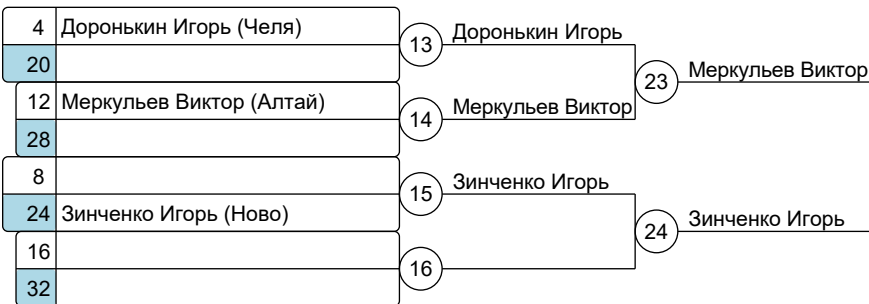 4 Доронькин Игорь (Челя)
13 Доронькин Игорь
20
23 Меркульев Виктор
12 Меркульев Виктор (Алтай)
14 Меркульев Виктор
28
8
15 Зинченко Игорь
24 Зинченко Игорь (Ново)
24 Зинченко Игорь
16
16
32